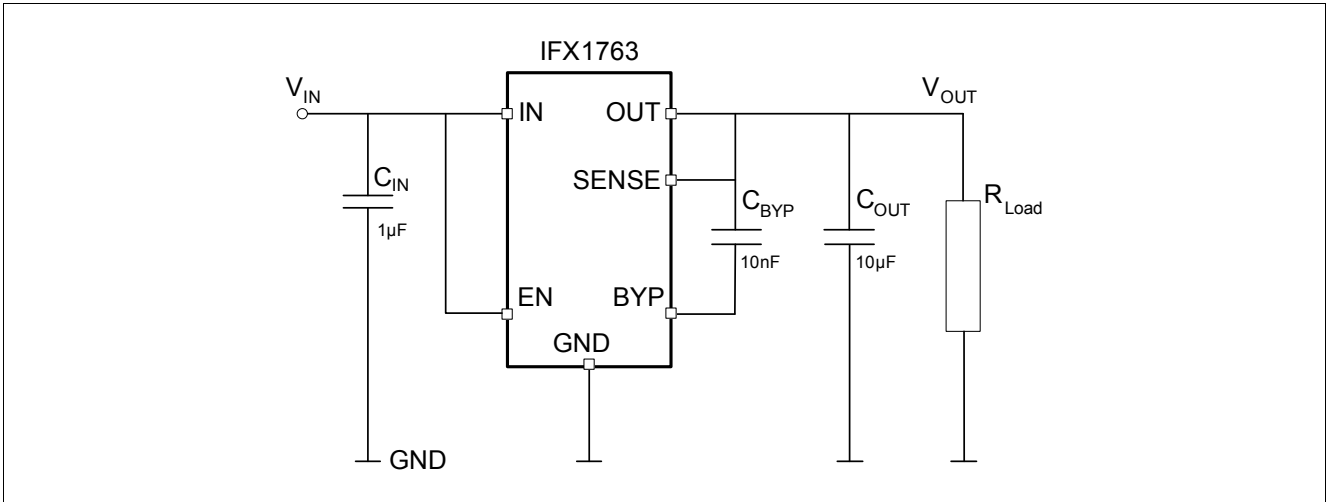 IFX1763
V_IN
IN
OUT
V_OUT
SENSE
C_IN
1µF
C_BYP
10nF
C_OUT
10µF
R_Load
EN
BYP
GND
GND